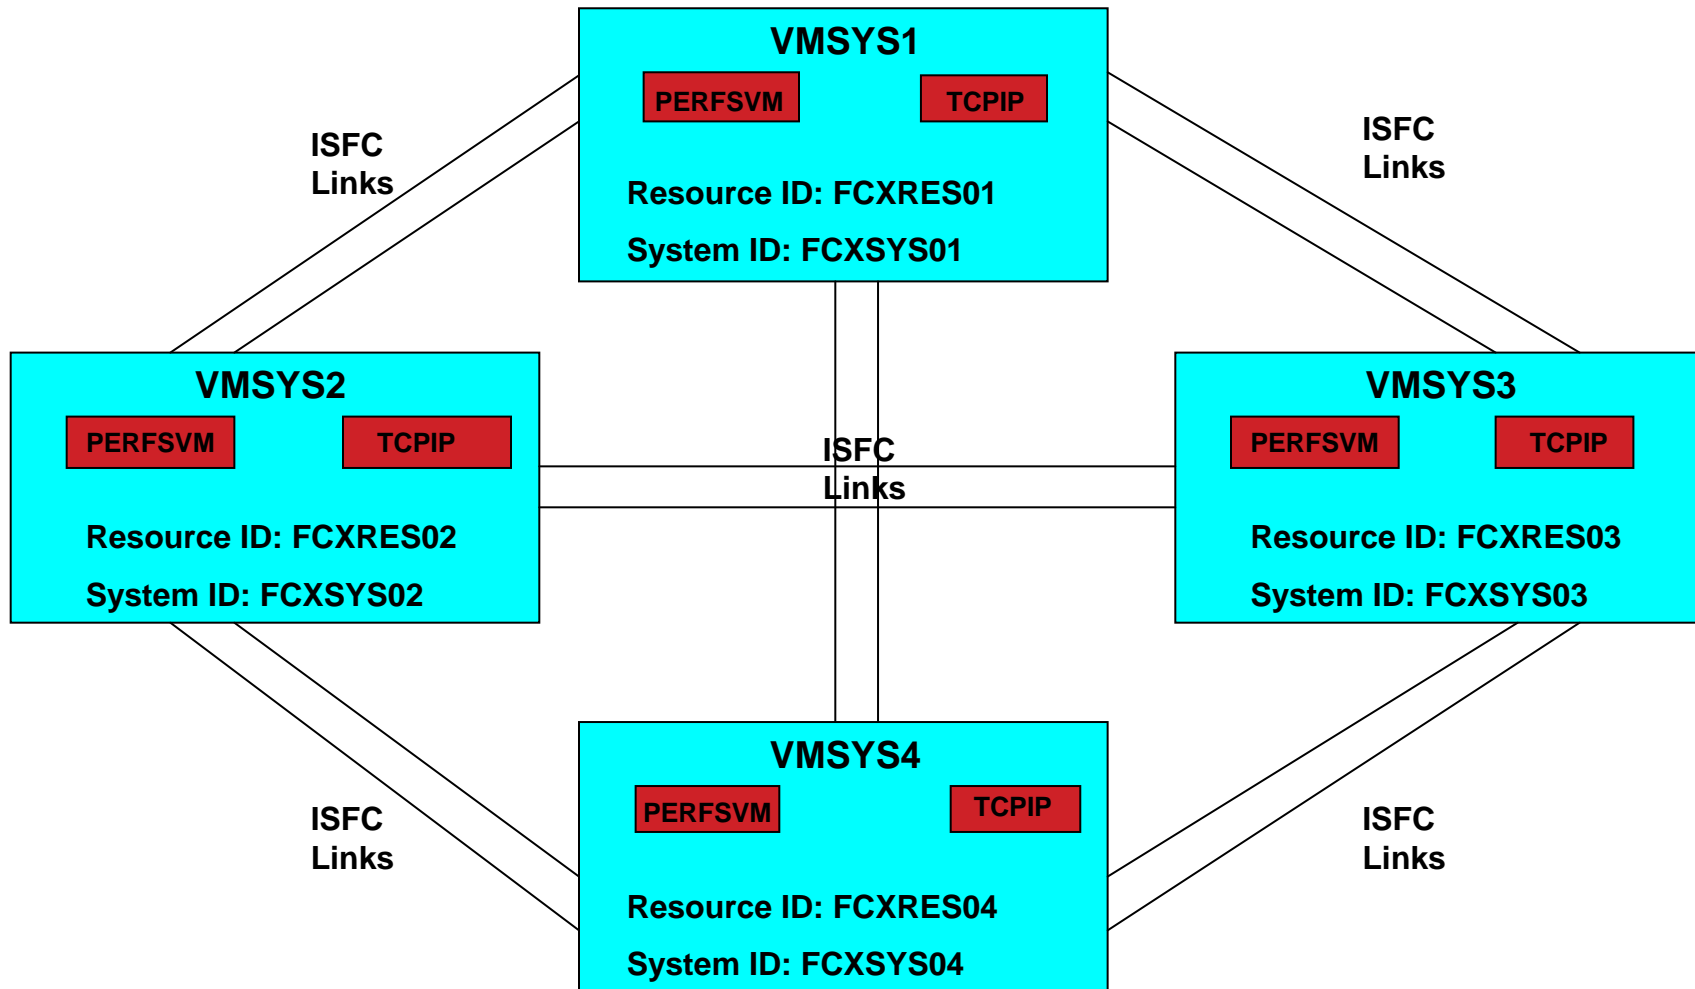 VMSYS1
PERFSVM
TCPIP
Resource ID: FCXRES01
System ID: FCXSYS01
ISFC
Links
ISFC
Links
VMSYS2
PERFSVM
TCPIP
Resource ID: FCXRES02
System ID: FCXSYS02
ISFC
Links
VMSYS3
PERFSVM
TCPIP
Resource ID: FCXRES03
System ID: FCXSYS03
ISFC
Links
VMSYS4
PERFSVM
TCPIP
Resource ID: FCXRES04
System ID: FCXSYS04
ISFC
Links